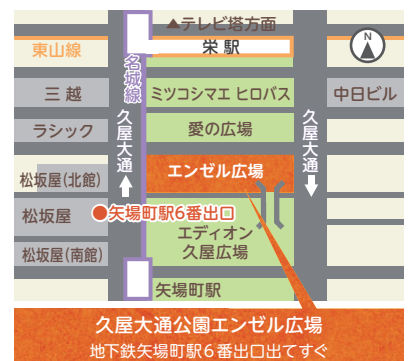 ▲テレビ塔方面
N
東山線
栄駅
名城線
三越
ミツコシマエ ヒロバス
中日ビル
久屋大通
久屋大通
ラシック
愛の広場
松坂屋(北館)
エンゼル広場
松坂屋
矢場町駅6番出口
エディオン
久屋広場
松坂屋(南館)
矢場町駅
久屋大通公園エンゼル広場
地下鉄矢場町駅6番出口出てすぐ